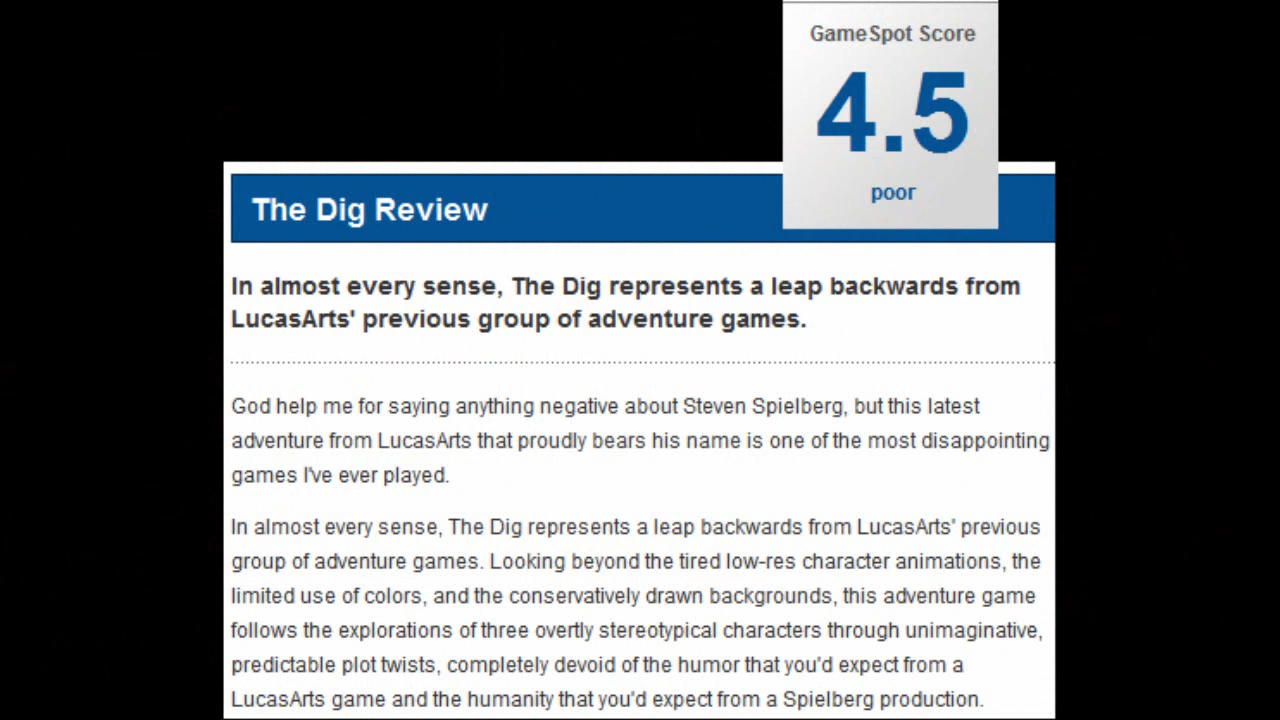 GameSpot Score
4.5
poor
The Dig Review
In almost every sense, The Dig represents a leap backwards from
LucasArts' previous group of adventure games.
God help me for saying anything negative about Steven Spielberg, but this latest
adventure from LucasArts that proudly bears his name is one of the most disappointing
games I've ever played.
In almost every sense, The Dig represents a leap backwards from LucasArts' previous
group of adventure games. Looking beyond the tired low-res character animations, the
limited use of colors, and the conservatively drawn backgrounds, this adventure game
follows the explorations of three overtly stereotypical characters through unimaginative,
predictable plot twists, completely devoid of the humor that you'd expect from a
LucasArts game and the humanity that you'd expect from a Spielberg production.